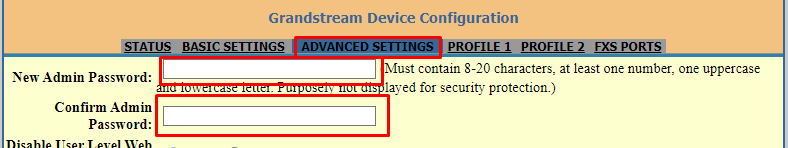 Grandstream Device Configuration
STATUS BASIC SETTINGS ADVANCED SETTINGS PROFILE 1 PROFILE 2 FXS PORTS
New Admin Password: (Must contain 8-20 characters, at least one number, one uppercase
and lowercase letter. Purposely not displayed for security protection.)
Confirm Admin
Password:
Disable User Level Web